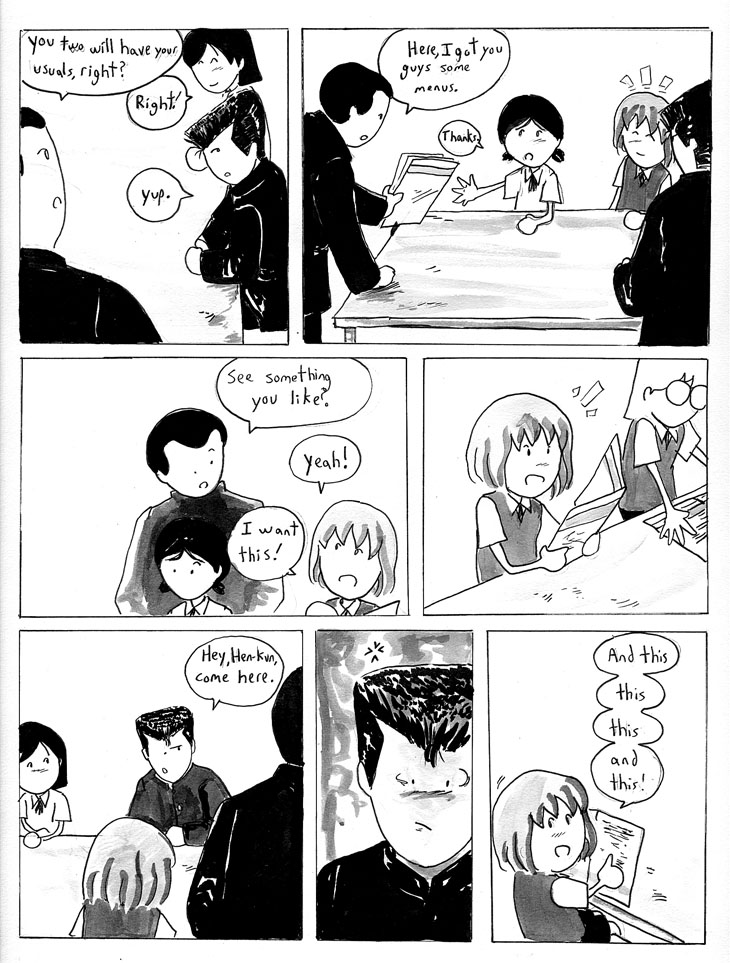 You two will have your
usuals, right?
Right!
yup.
Here, I got you
guys some
menus.
Thanks.
See something
you like?
yeah!
I want
this!
Hey, Hen-Kun,
come here.
And this
this
this
and
this!